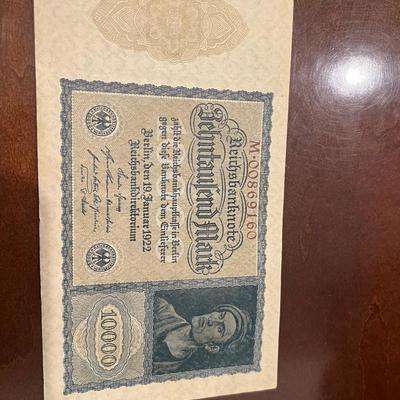 M·00869160
Reichsbanknote
Zehntausend Mark
zahlt die Reichsbankhauptkasse in Berlin
gegen diese Banknote dem Einlieferer
Berlin, den 19. Januar 1922
Reichsbankdirektorium
10000